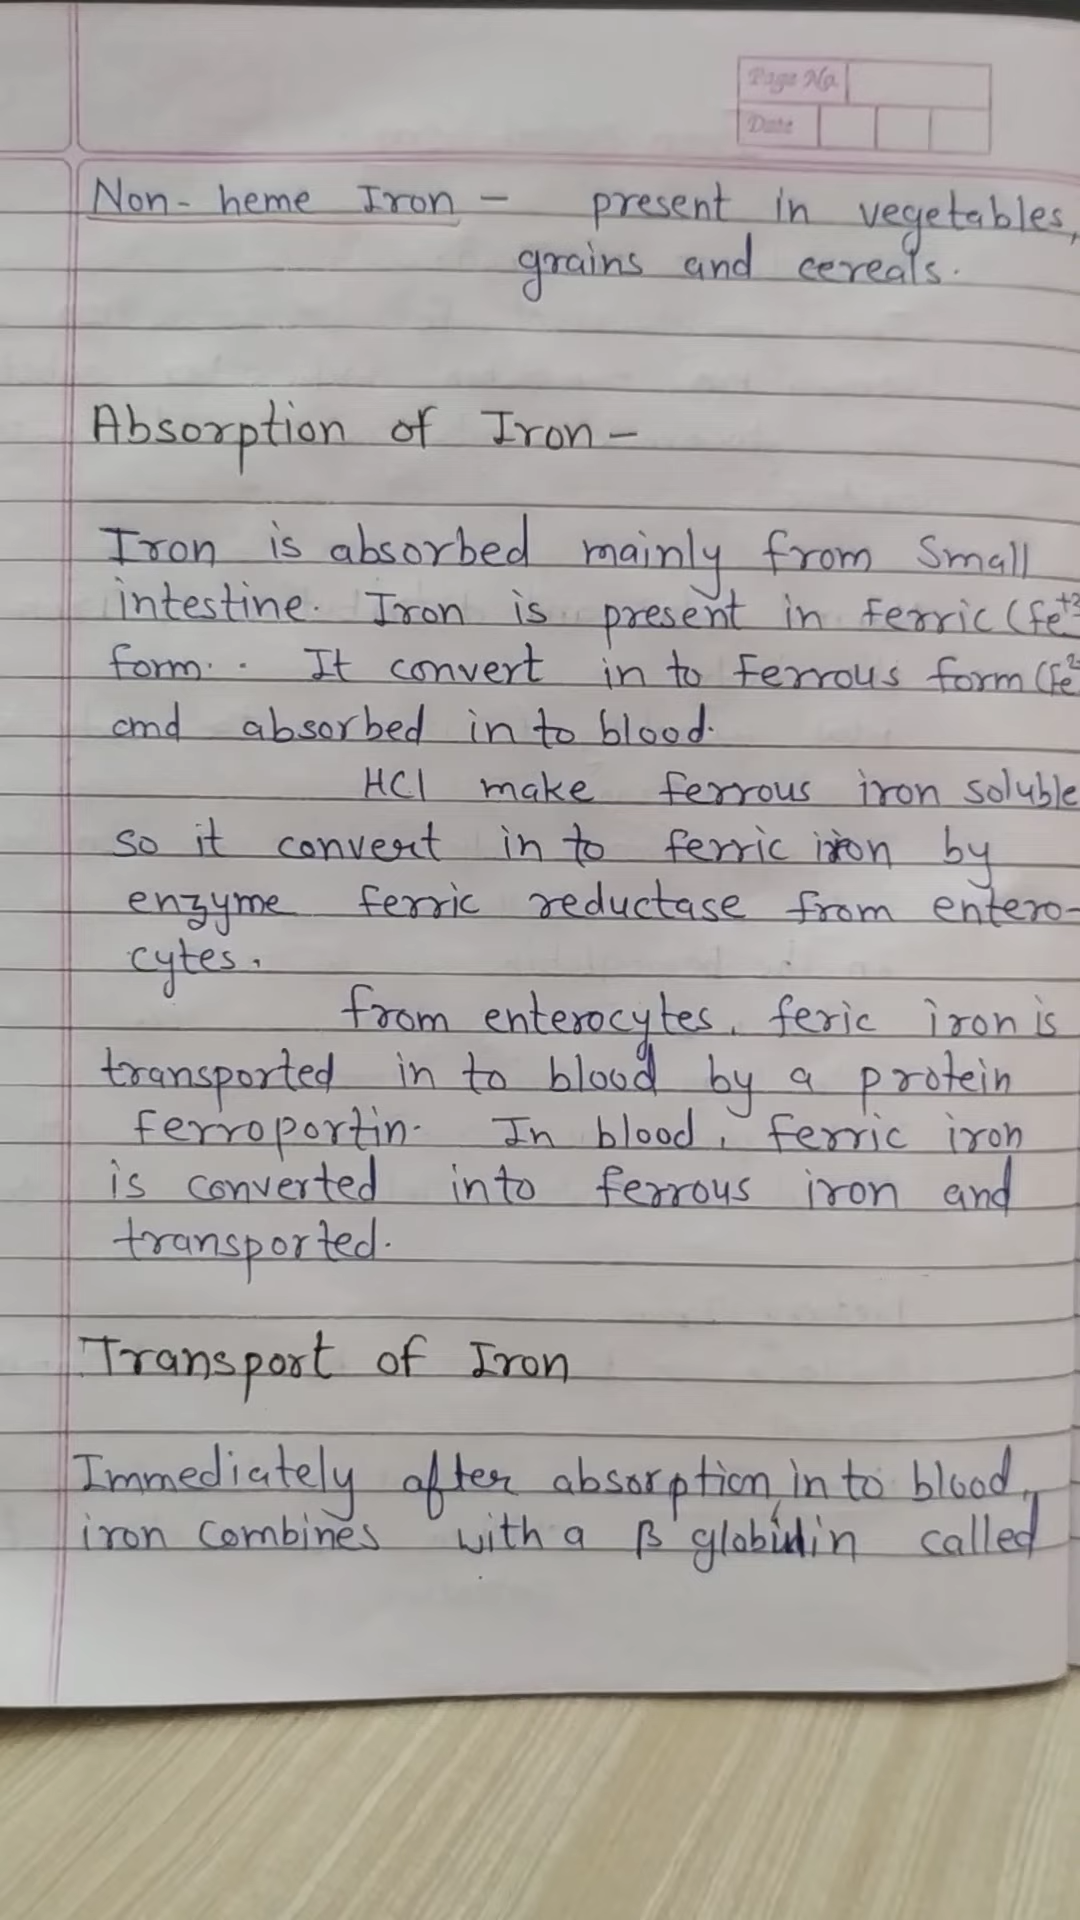 Page No.
Date
Non-heme Iron - present in vegetables,
grains and cereals.
Absorption of Iron -
Iron is absorbed mainly from Small
intestine. Iron is present in ferric (fe+3
form. . It convert in to ferrous form (fe2
and absorbed in to blood.
HCl make ferrous iron soluble
so it convert in to ferric iron by
enzyme ferric reductase from entero-
cytes.
from enterocytes, feric iron is
transported in to blood by a protein
ferroportin. In blood, ferric iron
is converted into ferrous iron and
transported.
Transport of Iron
Immediately after absorption in to blood,
iron combines with a β called